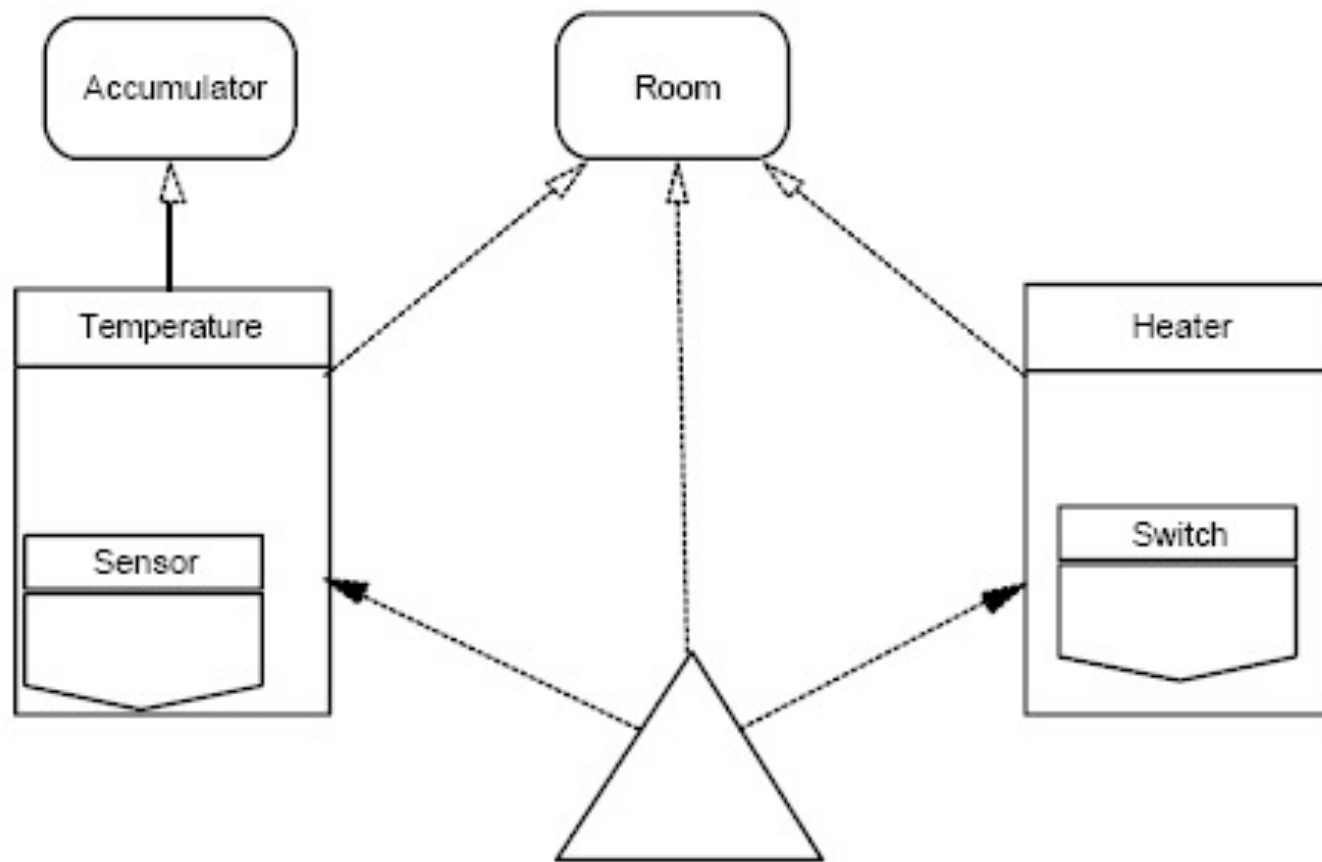 Accumulator
Room
Temperature
Heater
Sensor
Switch